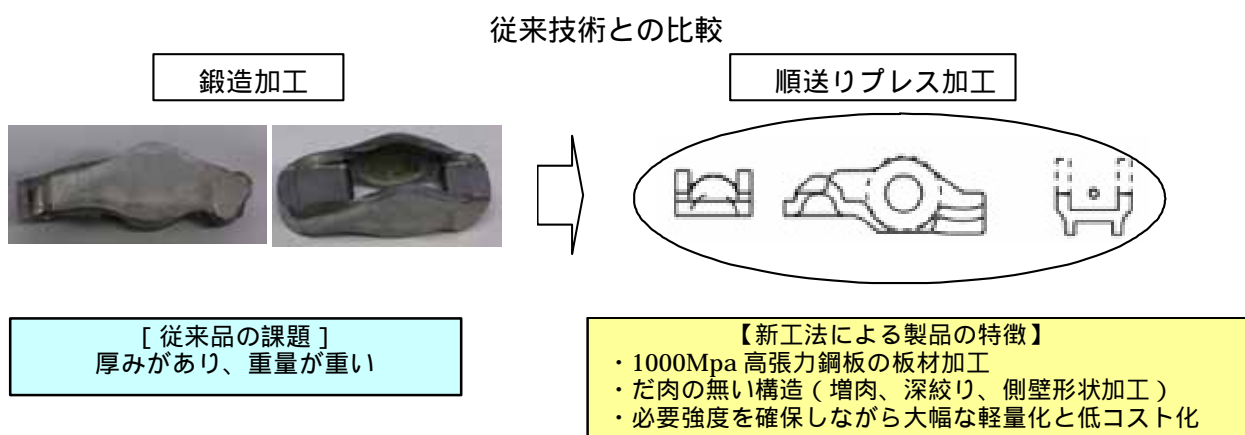 従来技術との比較
鍛造加工
順送りプレス加工
[ 従来品の課題 ]
厚みがあり、重量が重い
【新工法による製品の特徴】
・1000Mpa 高張力鋼板の板材加工
・だ肉の無い構造（増肉、深絞り、側壁形状加工）
・必要強度を確保しながら大幅な軽量化と低コスト化